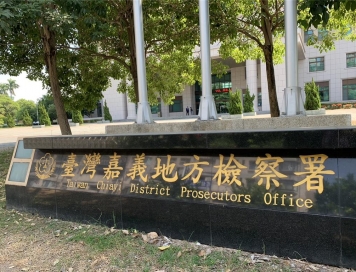 臺灣嘉義地方檢察署
Taiwan Chiayi District Prosecutors Office